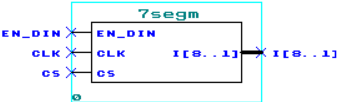 7segm
EN_DIN EN_DIN
CLK CLK I[8..1] I[8..1]
CS CS
0